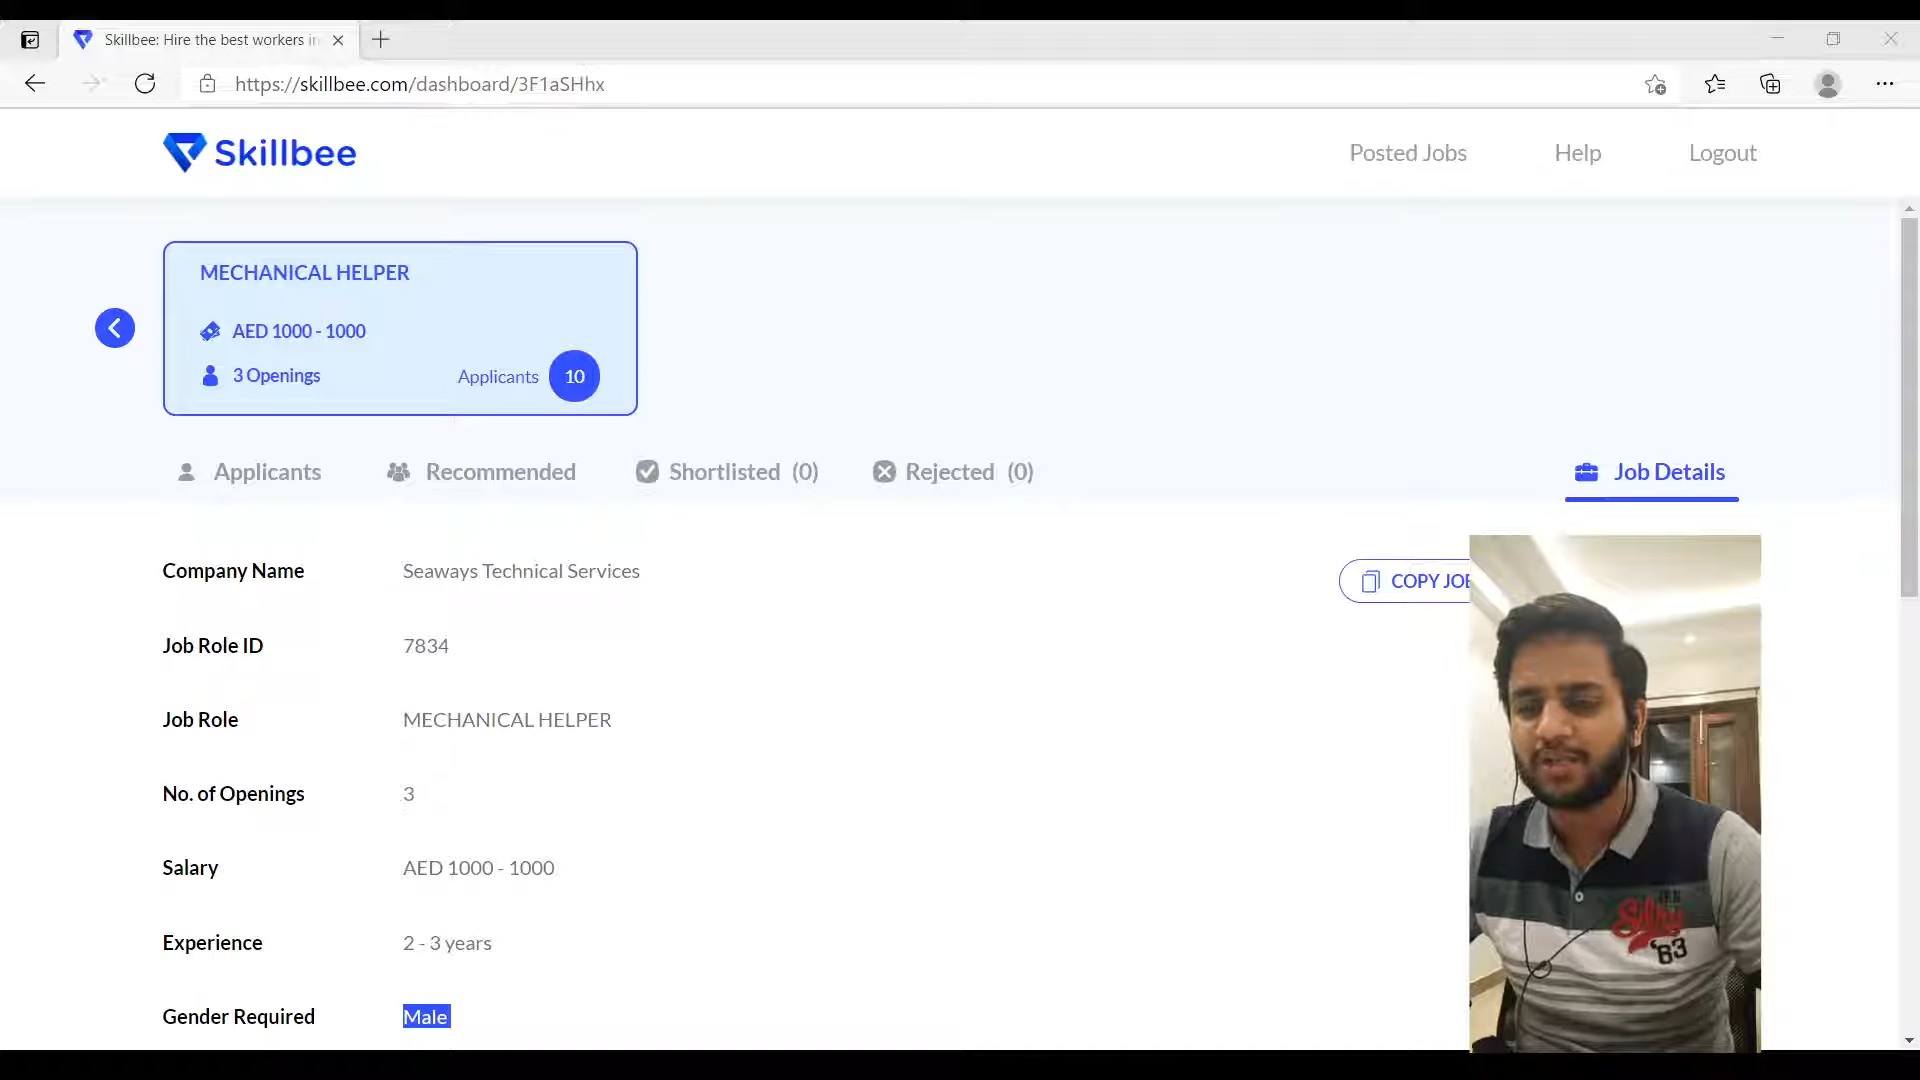 Skillbee: Hire the best workers in
https://skillbee.com/dashboard/3F1aSHhx
Skillbee
Posted Jobs
Help
Logout
MECHANICAL HELPER
AED 1000 - 1000
3 Openings
Applicants 10
Applicants
Recommended
Shortlisted (0)
Rejected (0)
Job Details
Company Name Seaways Technical Services
COPY JOB
Job Role ID 7834
Job Role MECHANICAL HELPER
No. of Openings 3
Salary AED 1000 - 1000
Experience 2 - 3 years
Gender Required Male
'63